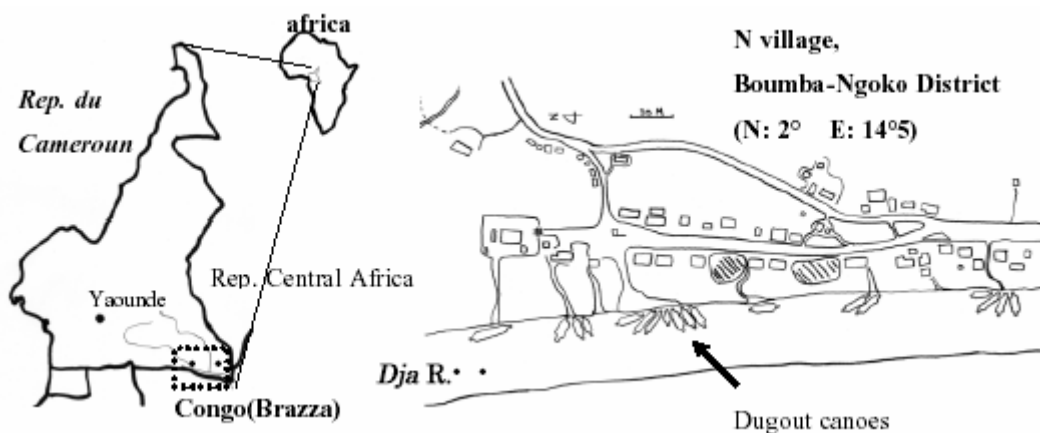 africa
Rep. du
Cameroun
Rep. Central Africa
Yaounde
Congo(Brazza)
N village,
Boumba-Ngoko District
(N: 2° E: 14°5)
N
Dja R.
Dugout canoes